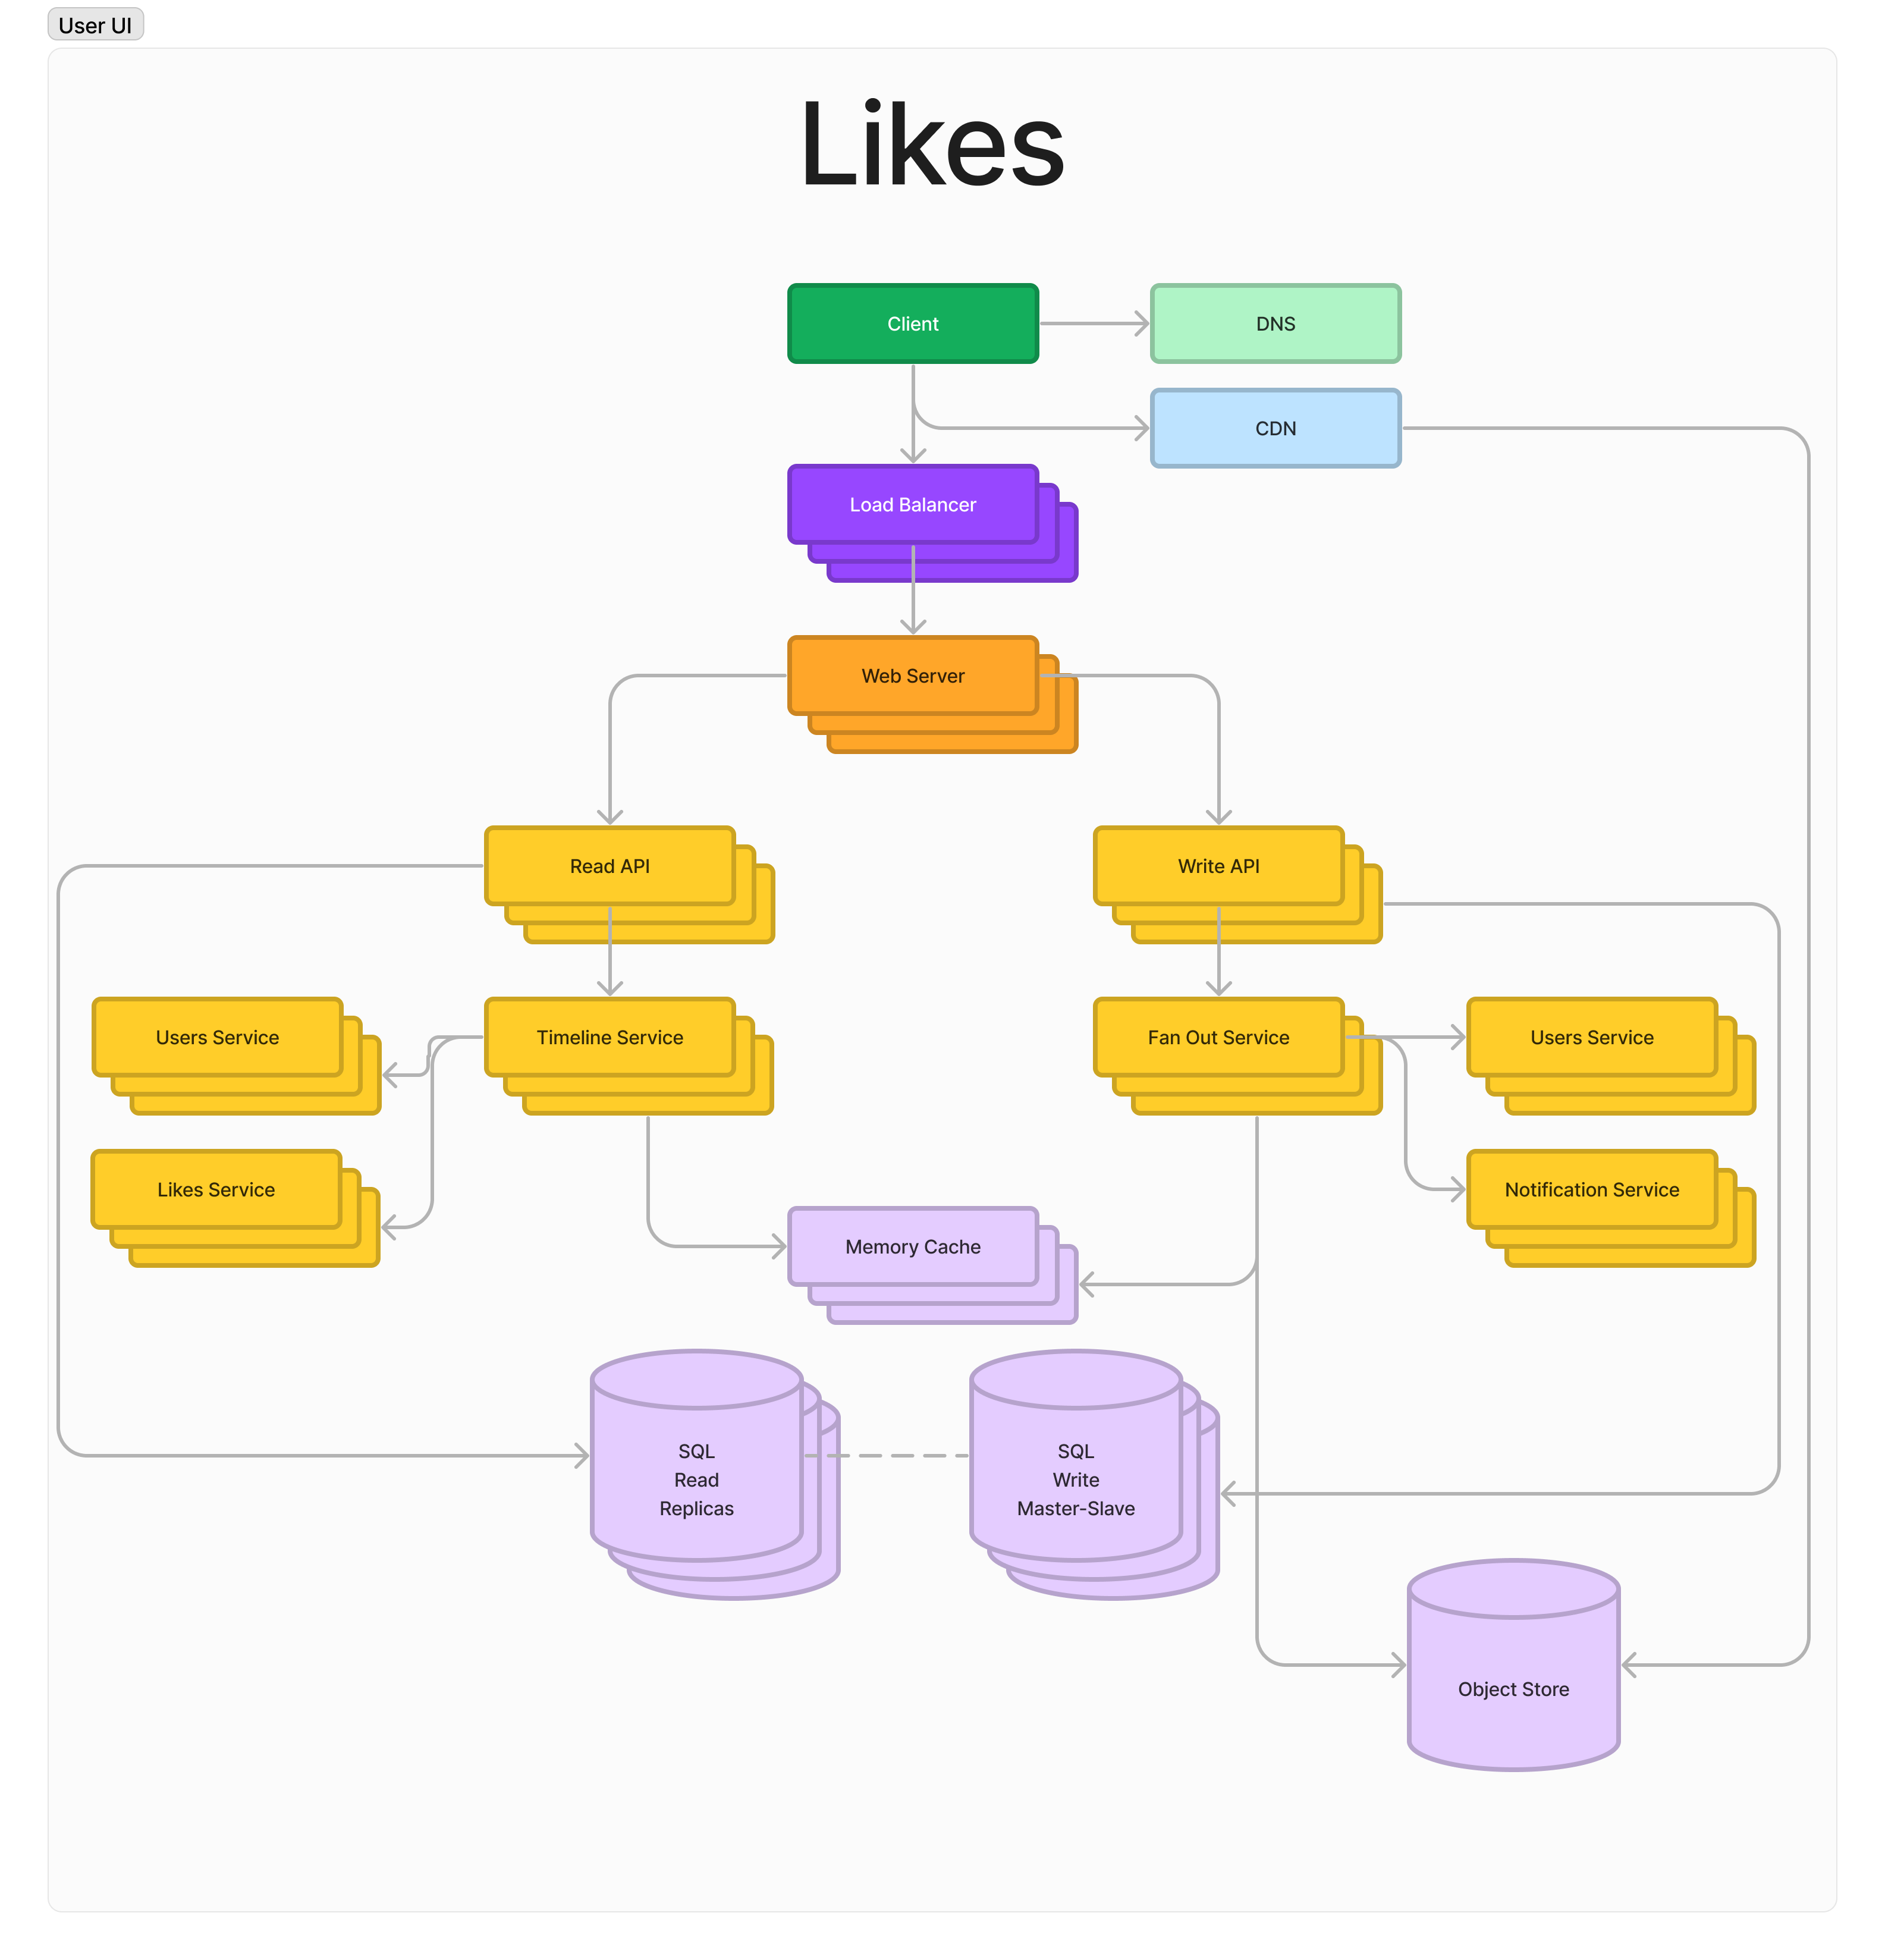 User UI
Likes
Client
DNS
CDN
Load Balancer
Web Server
Read API
Write API
Users Service
Timeline Service
Fan Out Service
Users Service
Likes Service
Notification Service
Memory Cache
SQL
Read
Replicas
SQL
Write
Master-Slave
Object Store